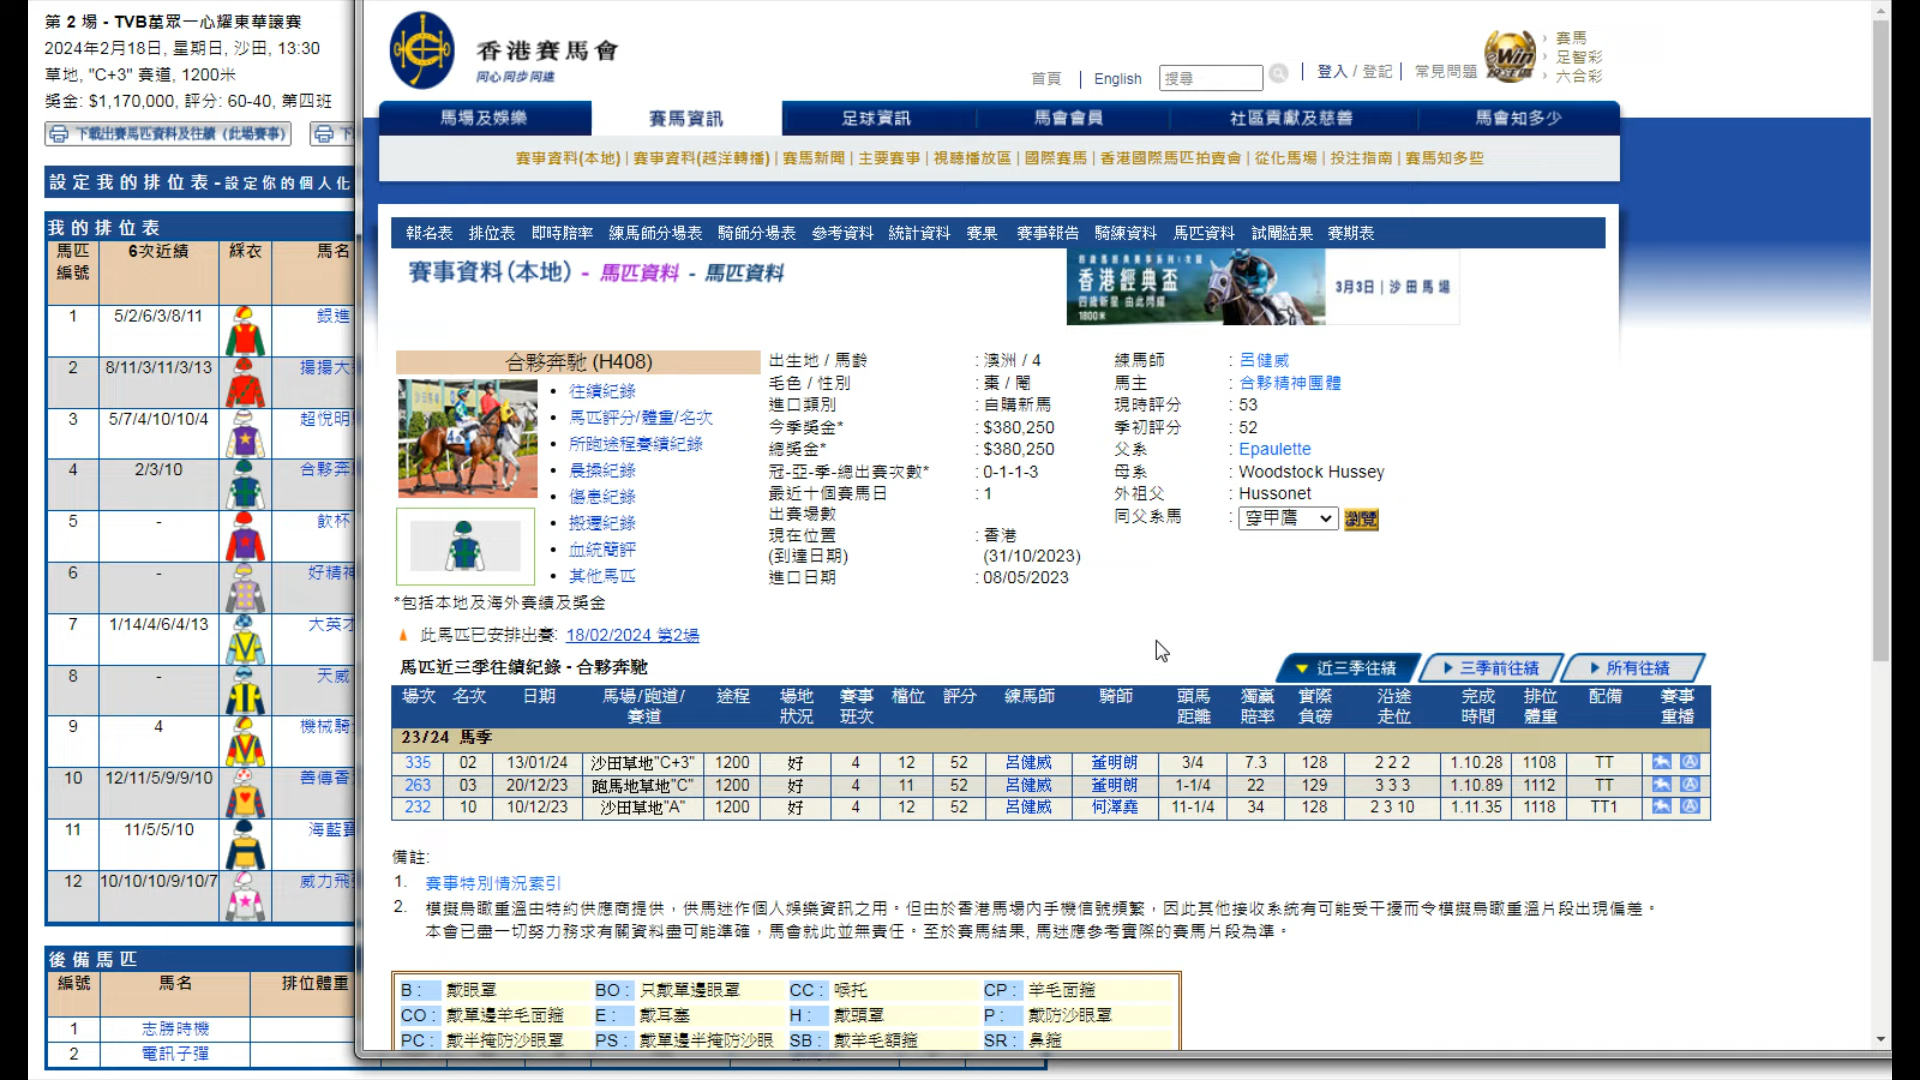 第 2 場 - TVB萬眾一心耀東華讓賽
2024年2月18日, 星期日, 沙田, 13:30
草地, "C+3" 賽道, 1200米
獎金: $1,170,000, 評分: 60-40, 第四班
下載出賽馬匹資料及往績 (此場賽事)
設定我的排位表-設定你的個人化
我的排位表
馬匹編號 6次近績 綵衣 馬名
1 5/2/6/3/8/11 銀進
2 8/11/3/11/3/13 揚揚大
3 5/7/4/10/10/4 超悅明
4 2/3/10 合夥奔
5 - 飲杯
6 - 好精神
7 1/14/4/6/4/13 大英才
8 - 天威
9 4 機械騎
10 12/11/5/9/9/10 善傳香
11 11/5/5/10 海藍寶
12 10/10/10/9/10/7 威力飛
後備馬匹
編號 馬名 排位體重
1 志勝時機
2 電訊子彈
香港賽馬會
同心同步同進
首頁 | English 搜尋 | 登入 / 登記 | 常見問題
eWin 投注區
› 賽馬
› 足智彩
› 六合彩
馬場及娛樂 賽馬資訊 足球資訊 馬會會員 社區貢獻及慈善 馬會知多少
賽事資料(本地) | 賽事資料(越洋轉播) | 賽馬新聞 | 主要賽事 | 視聽播放區 | 國際賽馬 | 香港國際馬匹拍賣會 | 從化馬場 | 投注指南 | 賽馬知多些
報名表 排位表 即時賠率 練馬師分場表 騎師分場表 參考資料 統計資料 賽果 賽事報告 騎練資料 馬匹資料 試閘結果 賽期表
賽事資料(本地) - 馬匹資料 - 馬匹資料
香港經典盃
四歲新星 由此閃耀
1800米
3月3日 | 沙田馬場
合夥奔馳 (H408)
• 往績紀錄
• 馬匹評分/體重/名次
• 所跑途程賽績紀錄
• 晨操紀錄
• 傷患紀錄
• 搬遷紀錄
• 血統簡評
• 其他馬匹
出生地 / 馬齡 : 澳洲 / 4
毛色 / 性別 : 棗 / 閹
進口類別 : 自購新馬
今季獎金* : $380,250
總獎金* : $380,250
冠-亞-季-總出賽次數* : 0-1-1-3
最近十個賽馬日 : 1
出賽場數
現在位置 : 香港
(到達日期) (31/10/2023)
進口日期 : 08/05/2023
練馬師 : 呂健威
馬主 : 合夥精神團體
現時評分 : 53
季初評分 : 52
父系 : Epaulette
母系 : Woodstock Hussey
外祖父 : Hussonet
同父系馬 : 穿甲鷹 瀏覽
*包括本地及海外賽績及獎金
此馬匹已安排出賽: 18/02/2024 第2場
馬匹近三季往績紀錄 - 合夥奔馳
近三季往績 三季前往績 所有往績
場次 名次 日期 馬場/跑道/賽道 途程 場地狀況 賽事班次 檔位 評分 練馬師 騎師 頭馬距離 獨贏賠率 實際負磅 沿途走位 完成時間 排位體重 配備 賽事重播
23/24 馬季
335 02 13/01/24 沙田草地"C+3" 1200 好 4 12 52 呂健威 董明朗 3/4 7.3 128 2 2 2 1.10.28 1108 TT
263 03 20/12/23 跑馬地草地"C" 1200 好 4 11 52 呂健威 董明朗 1-1/4 22 129 3 3 3 1.10.89 1112 TT
232 10 10/12/23 沙田草地"A" 1200 好 4 12 52 呂健威 何澤堯 11-1/4 34 128 2 3 10 1.11.35 1118 TT1
備註:
1. 賽事特別情況索引
2. 模擬鳥瞰重溫由特約供應商提供，供馬迷作個人娛樂資訊之用。但由於香港馬場內手機信號頻繁，因此其他接收系統有可能受干擾而令模擬鳥瞰重溫片段出現偏差。
本會已盡一切努力務求有關資料盡可能準確，馬會就此並無責任。至於賽馬結果, 馬迷應參考實際的賽馬片段為準。
B : 戴眼罩 BO : 只戴單邊眼罩 CC : 喉托 CP : 羊毛面箍
CO : 戴單邊羊毛面箍 E : 戴耳塞 H : 戴頭罩 P : 戴防沙眼罩
PC : 戴半掩防沙眼罩 PS : 戴單邊半掩防沙眼 SB : 戴羊毛額箍 SR : 鼻箍